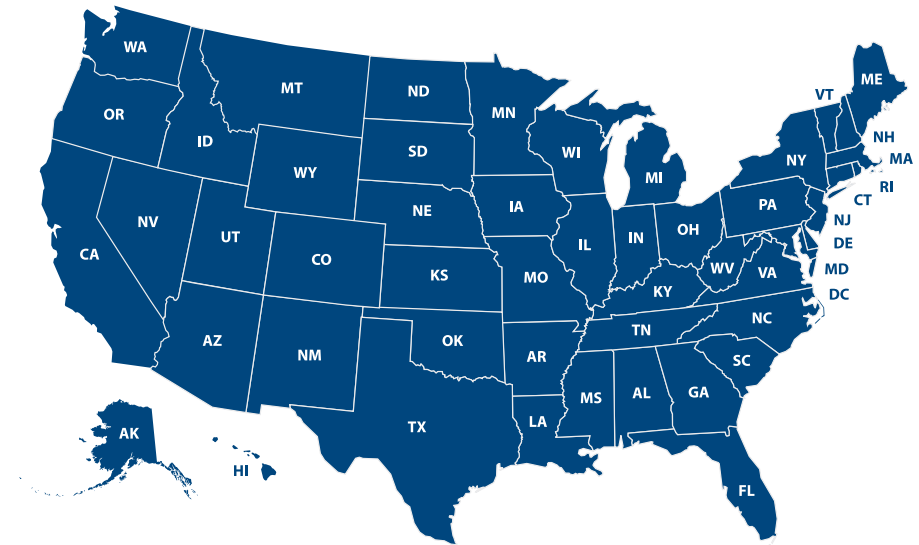 WA
OR
CA
NV
ID
MT
WY
UT
CO
AZ
NM
ND
SD
NE
KS
OK
TX
MN
IA
MO
AR
LA
WI
IL
MI
IN
OH
KY
TN
MS
AL
GA
FL
SC
NC
VA
WV
PA
NY
VT
ME
NH
MA
RI
CT
NJ
DE
MD
DC
AK
HI